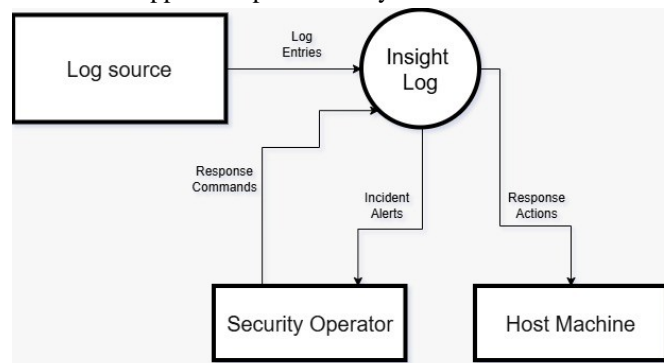 Log source
Log
Entries
Insight
Log
Response
Commands
Incident
Alerts
Response
Actions
Security Operator
Host Machine